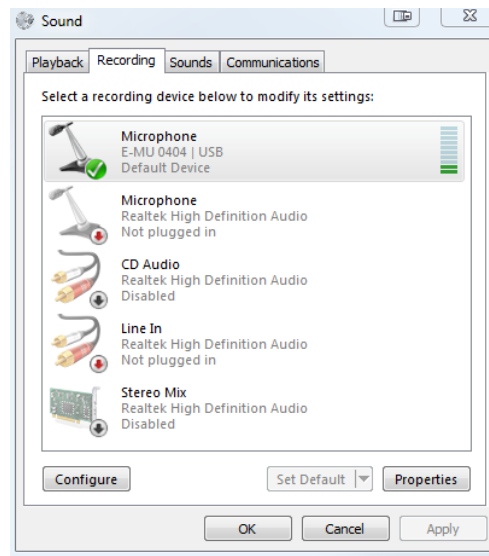 Sound
Playback Recording Sounds Communications
Select a recording device below to modify its settings:
Microphone
E-MU 0404 | USB
Default Device
Microphone
Realtek High Definition Audio
Not plugged in
CD Audio
Realtek High Definition Audio
Disabled
Line In
Realtek High Definition Audio
Not plugged in
Stereo Mix
Realtek High Definition Audio
Disabled
Configure Set Default Properties
OK Cancel Apply